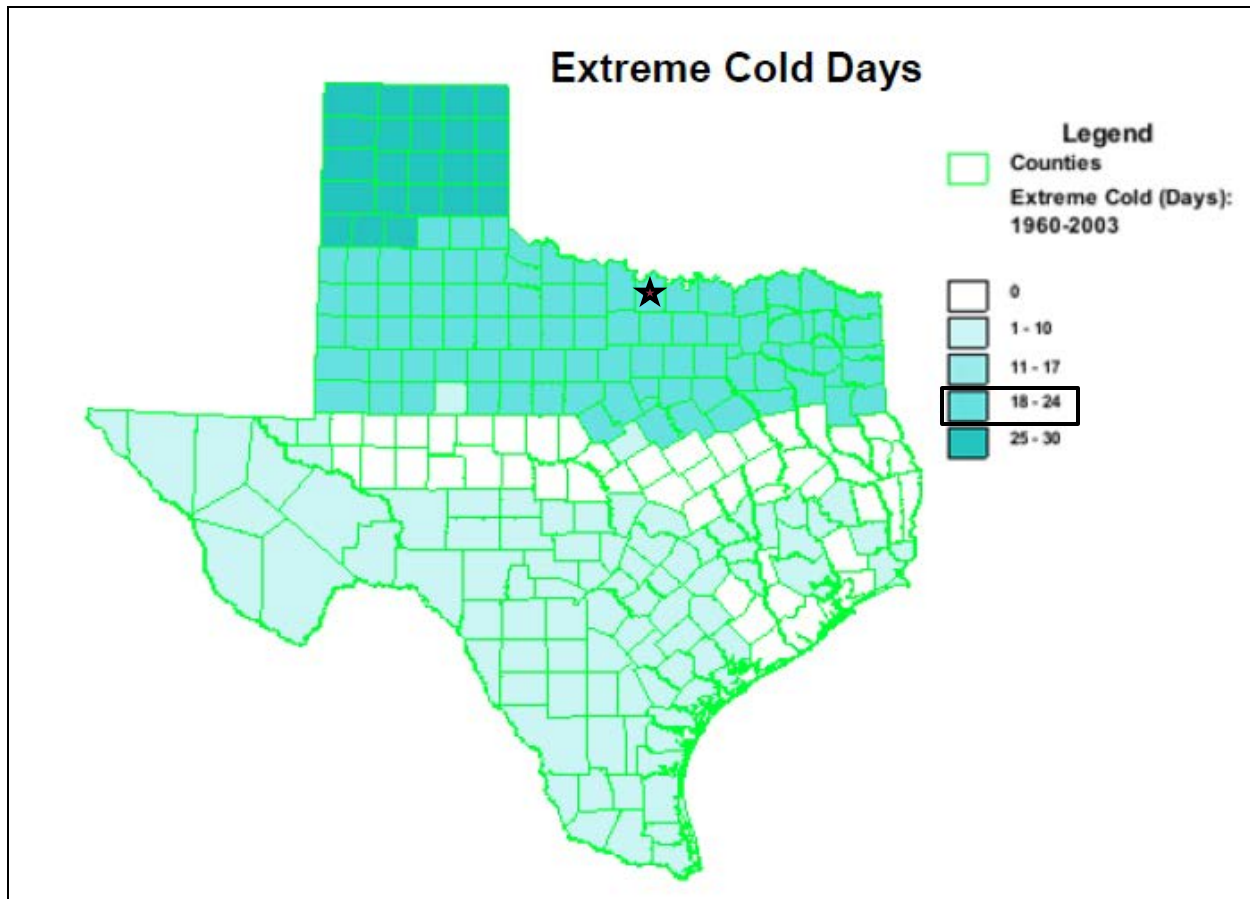 Extreme Cold Days
Legend
Counties
Extreme Cold (Days):
1960-2003
0
1 - 10
11 - 17
18 - 24
25 - 30